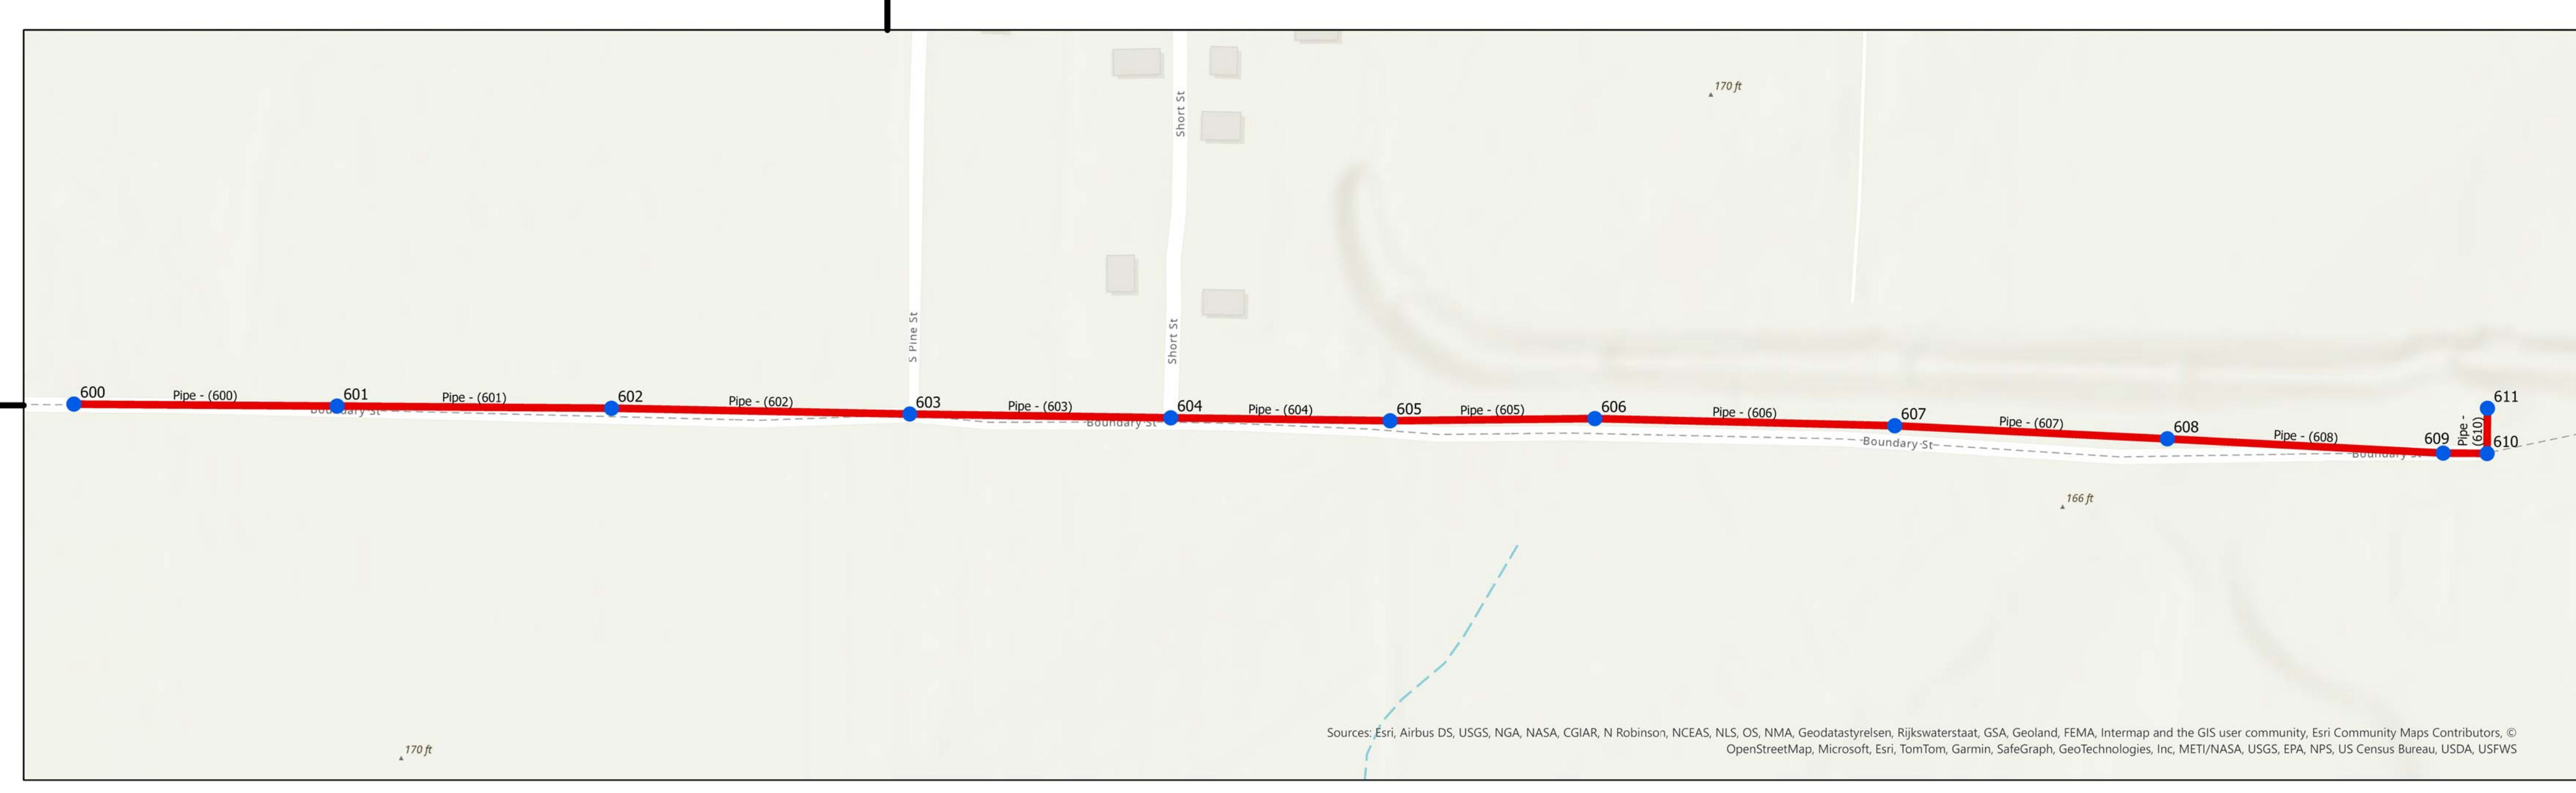 170 ft
Short St
S Pine St
Short St
600
Pipe - (600)
601
Pipe - (601)
602
Pipe - (602)
603
Pipe - (603)
604
Pipe - (604)
605
Pipe - (605)
606
Pipe - (606)
607
Pipe - (607)
608
Pipe - (608)
609
Pipe -
(610)
610
611
Boundary St
Boundary St
Boundary St
Boundary St
166 ft
170 ft
Sources: Esri, Airbus DS, USGS, NGA, NASA, CGIAR, N Robinson, NCEAS, NLS, OS, NMA, Geodatastyrelsen, Rijkswaterstaat, GSA, Geoland, FEMA, Intermap and the GIS user community, Esri Community Maps Contributors, ©
OpenStreetMap, Microsoft, Esri, TomTom, Garmin, SafeGraph, GeoTechnologies, Inc, METI/NASA, USGS, EPA, NPS, US Census Bureau, USDA, USFWS